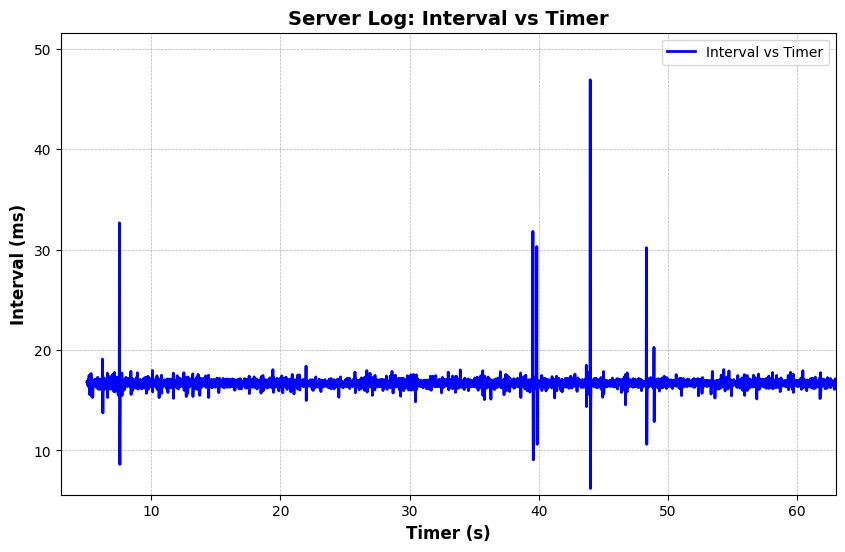 Server Log: Interval vs Timer
Interval vs Timer
50
40
30
20
10
Interval (ms)
10 20 30 40 50 60
Timer (s)